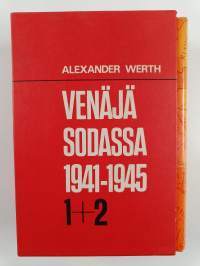 ALEXANDER WERTH
VENÄJÄ
SODASSA
1941-1945
1+2